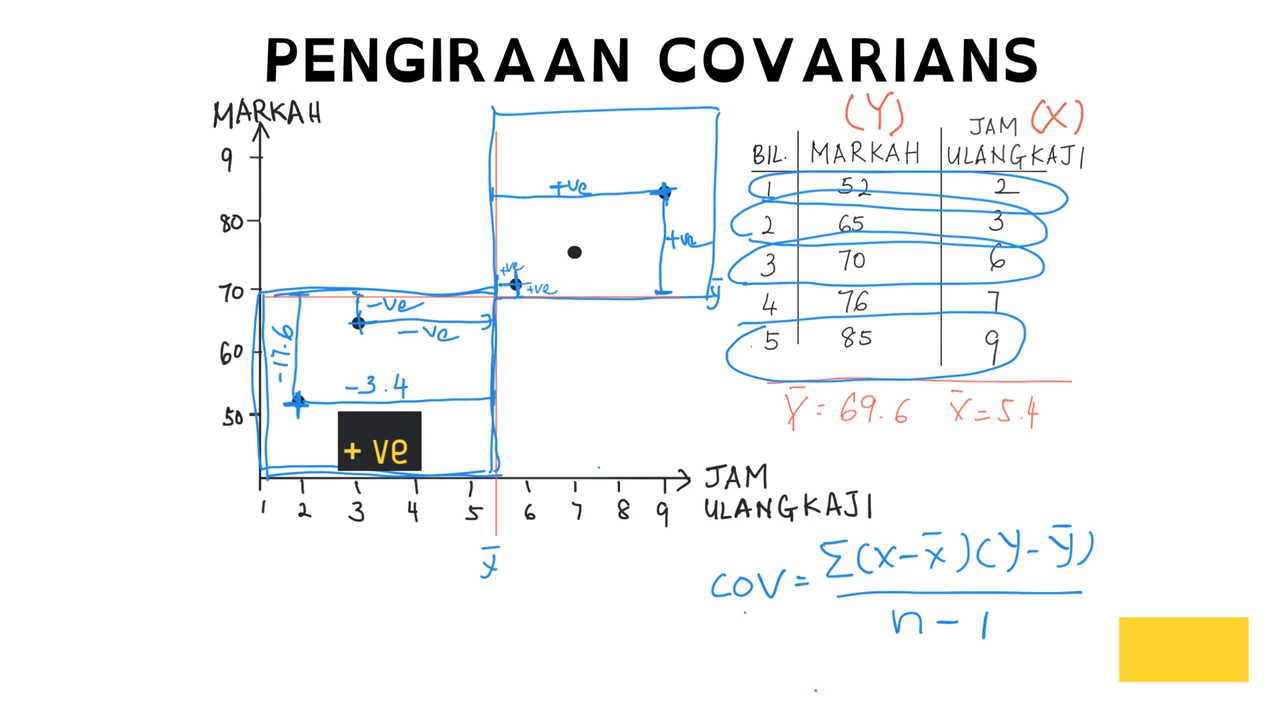 PENGIRAAN COVARIANS
MARKAH
9
80
70
60
50
1 2 3 4 5 6 7 8 9
JAM
ULANGKAJI
+ve
+ve
+ve
+ve
ȳ
-ve
-ve
-17.6
-3.4
+ ve
x̄
(Y)
JAM (X)
BIL. MARKAH ULANGKAJI
1 52 2
2 65 3
3 70 6
4 76 7
5 85 9
Ȳ = 69.6 X̄ = 5.4
COV = Σ(x-x̄)(y-ȳ)
n - 1